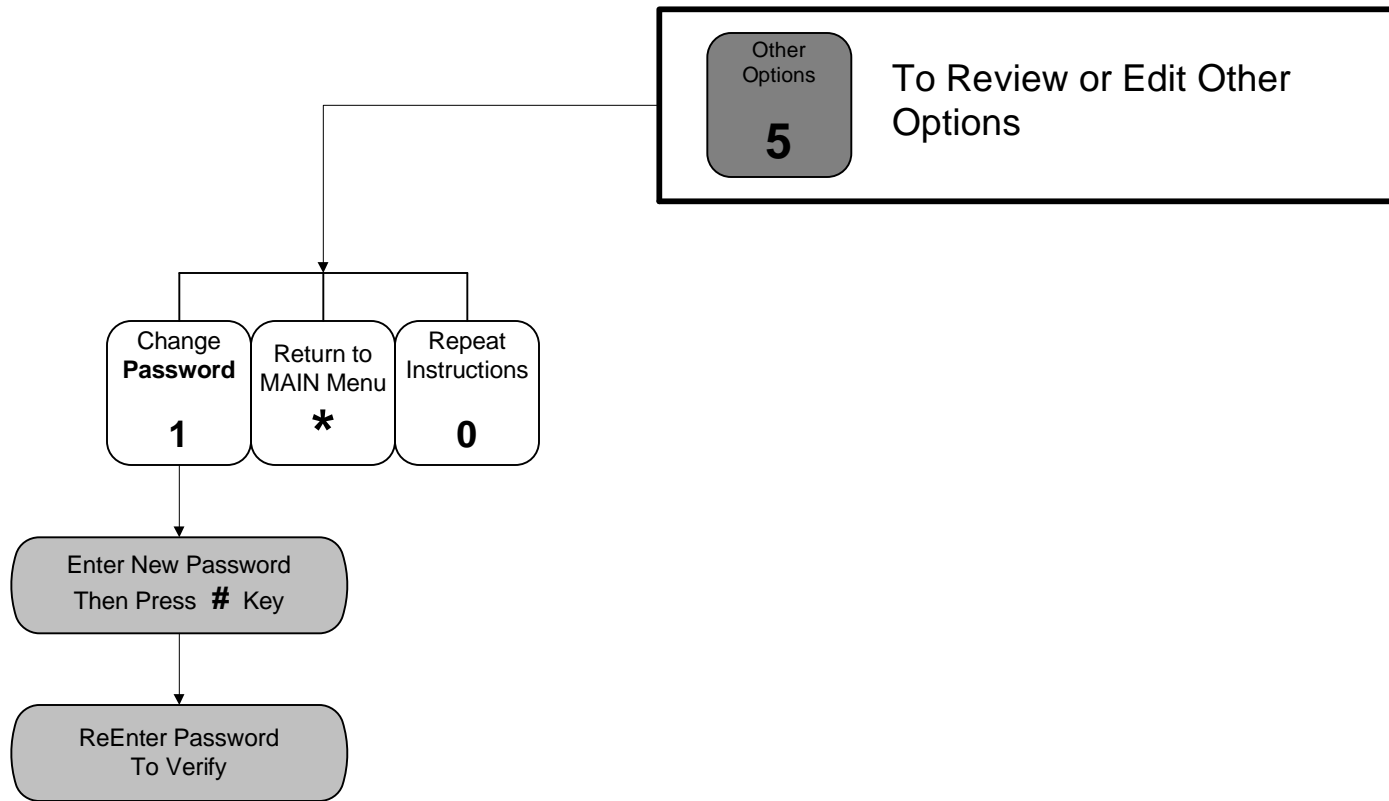 Other
Options
5
To Review or Edit Other
Options
Change
Password
1
Return to
MAIN Menu
*
Repeat
Instructions
0
Enter New Password
Then Press # Key
ReEnter Password
To Verify